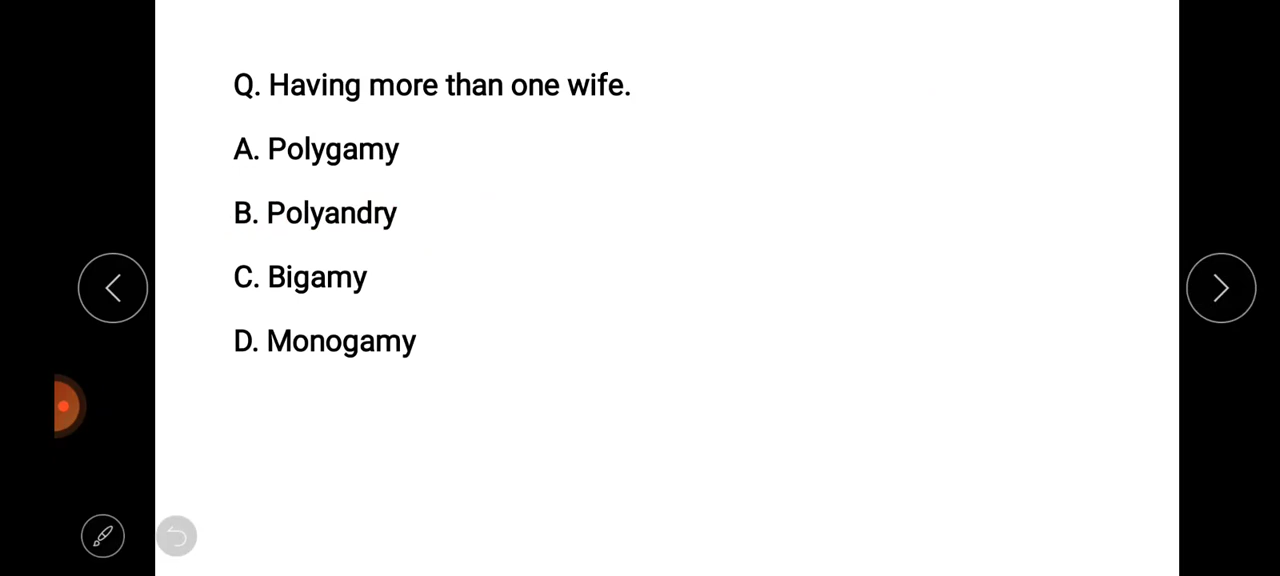 Q. Having more than one wife.
A. Polygamy
B. Polyandry
C. Bigamy
D. Monogamy